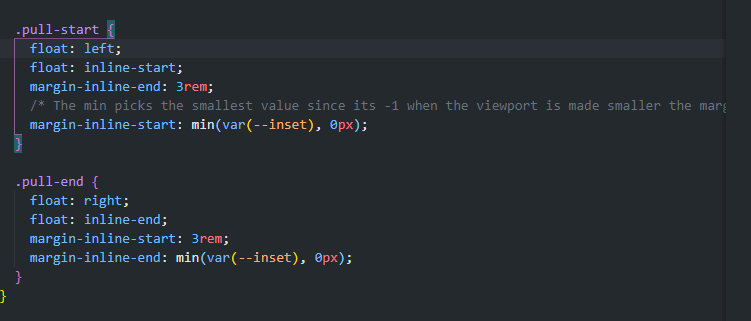 .pull-start {
float: left;
float: inline-start;
margin-inline-end: 3rem;
/* The min picks the smallest value since its -1 when the viewport is made smaller the
margin-inline-start: min(var(--inset), 0px);
}
.pull-end {
float: right;
float: inline-end;
margin-inline-start: 3rem;
margin-inline-end: min(var(--inset), 0px);
}
}